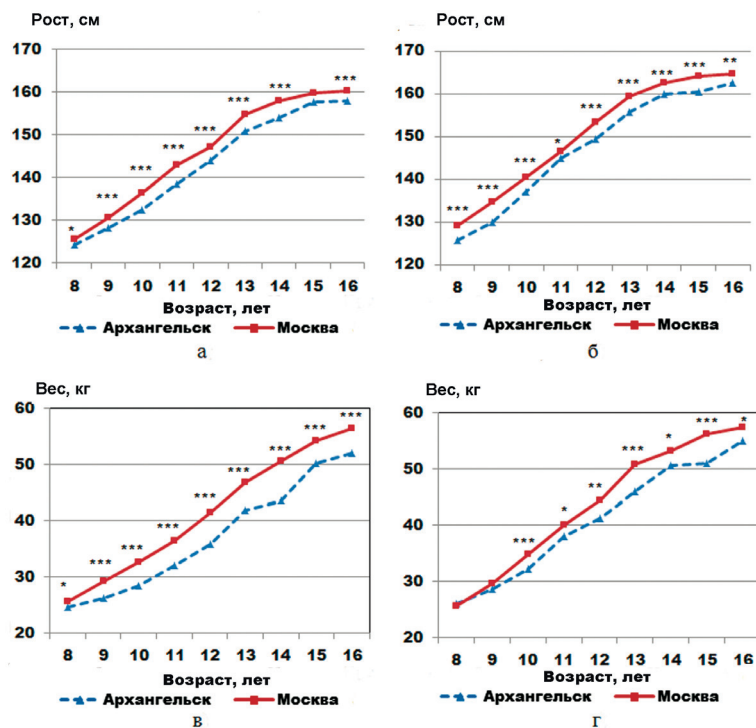 Рост, см
170
160
150
140
130
120
* *** *** *** *** *** *** ***
8 9 10 11 12 13 14 15 16
Возраст, лет
Архангельск Москва
а
Рост, см
170
160
150
140
130
120
*** *** *** * *** *** *** *** **
8 9 10 11 12 13 14 15 16
Возраст, лет
Архангельск Москва
б
Вес, кг
60
50
40
30
20
* *** *** *** *** *** *** *** ***
8 9 10 11 12 13 14 15 16
Возраст, лет
Архангельск Москва
в
Вес, кг
60
50
40
30
20
*** * ** *** * *** *
8 9 10 11 12 13 14 15 16
Возраст, лет
Архангельск Москва
г